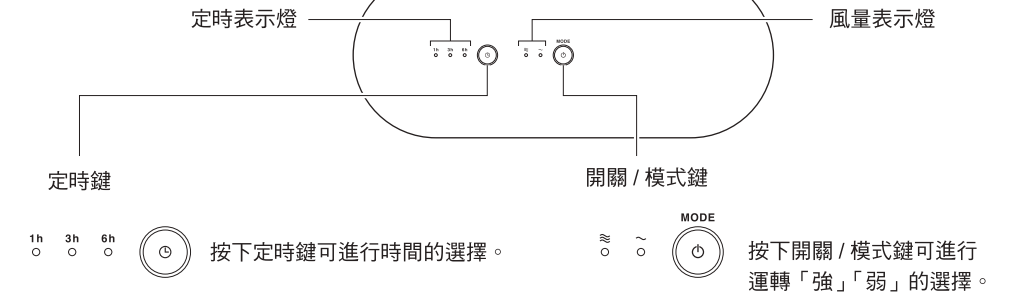 定時表示燈
風量表示燈
1h 3h 6h
MODE
定時鍵
開關 / 模式鍵
MODE
1h 3h 6h
按下定時鍵可進行時間的選擇。
按下開關 / 模式鍵可進行
運轉「強」「弱」的選擇。